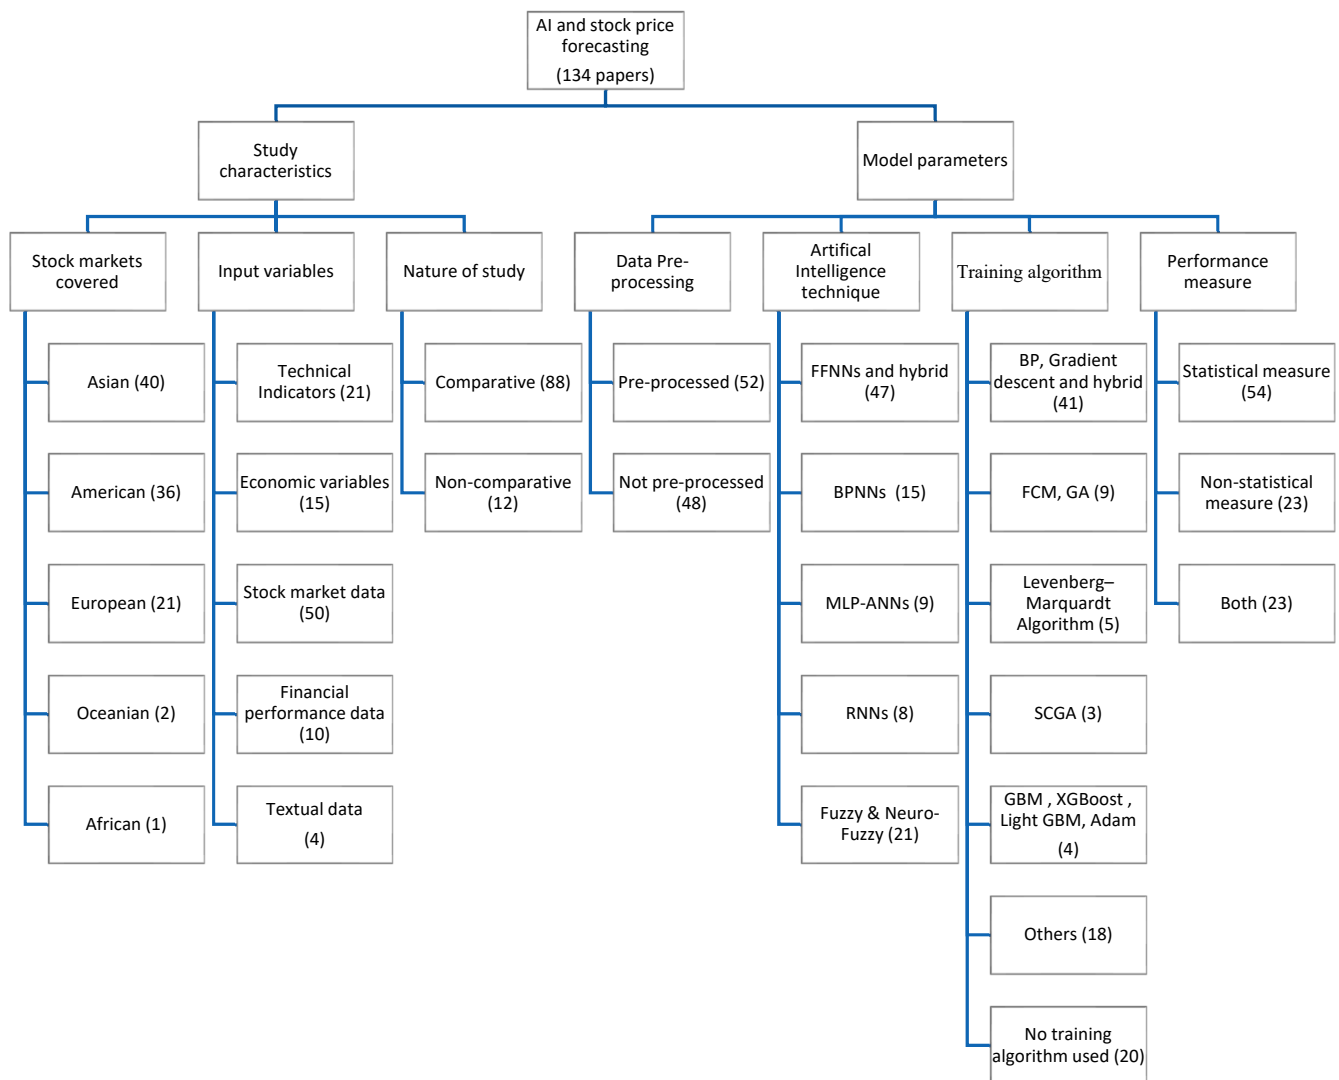 AI and stock price
forecasting
(134 papers)
Study
characteristics
Model parameters
Stock markets
covered
Input variables
Nature of study
Data Pre-
processing
Artifical
Intelligence
technique
Training algorithm
Performance
measure
Asian (40)
American (36)
European (21)
Oceanian (2)
African (1)
Technical
Indicators (21)
Economic variables
(15)
Stock market data
(50)
Financial
performance data
(10)
Textual data
(4)
Comparative (88)
Non-comparative
(12)
Pre-processed (52)
Not pre-processed
(48)
FFNNs and hybrid
(47)
BPNNs (15)
MLP-ANNs (9)
RNNs (8)
Fuzzy & Neuro-
Fuzzy (21)
BP, Gradient
descent and hybrid
(41)
FCM, GA (9)
Levenberg–
Marquardt
Algorithm (5)
SCGA (3)
GBM , XGBoost ,
Light GBM, Adam
(4)
Others (18)
No training
algorithm used (20)
Statistical measure
(54)
Non-statistical
measure (23)
Both (23)